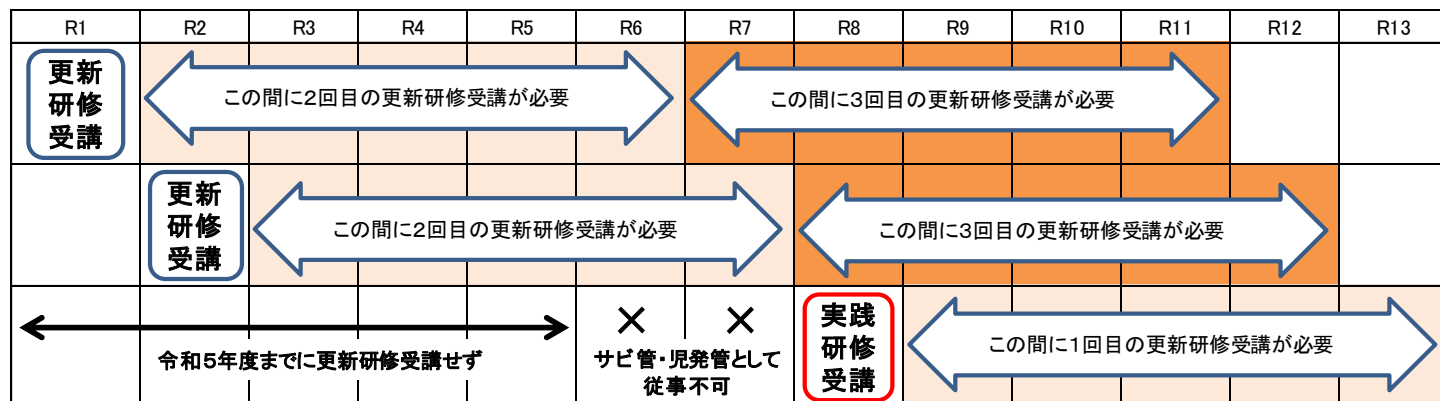 R1 R2 R3 R4 R5 R6 R7 R8 R9 R10 R11 R12 R13
更新
研修
受講
この間に2回目の更新研修受講が必要
この間に3回目の更新研修受講が必要
更新
研修
受講
この間に2回目の更新研修受講が必要
この間に3回目の更新研修受講が必要
令和5年度までに更新研修受講せず
× ×
サビ管・児発管として
従事不可
実践
研修
受講
この間に1回目の更新研修受講が必要